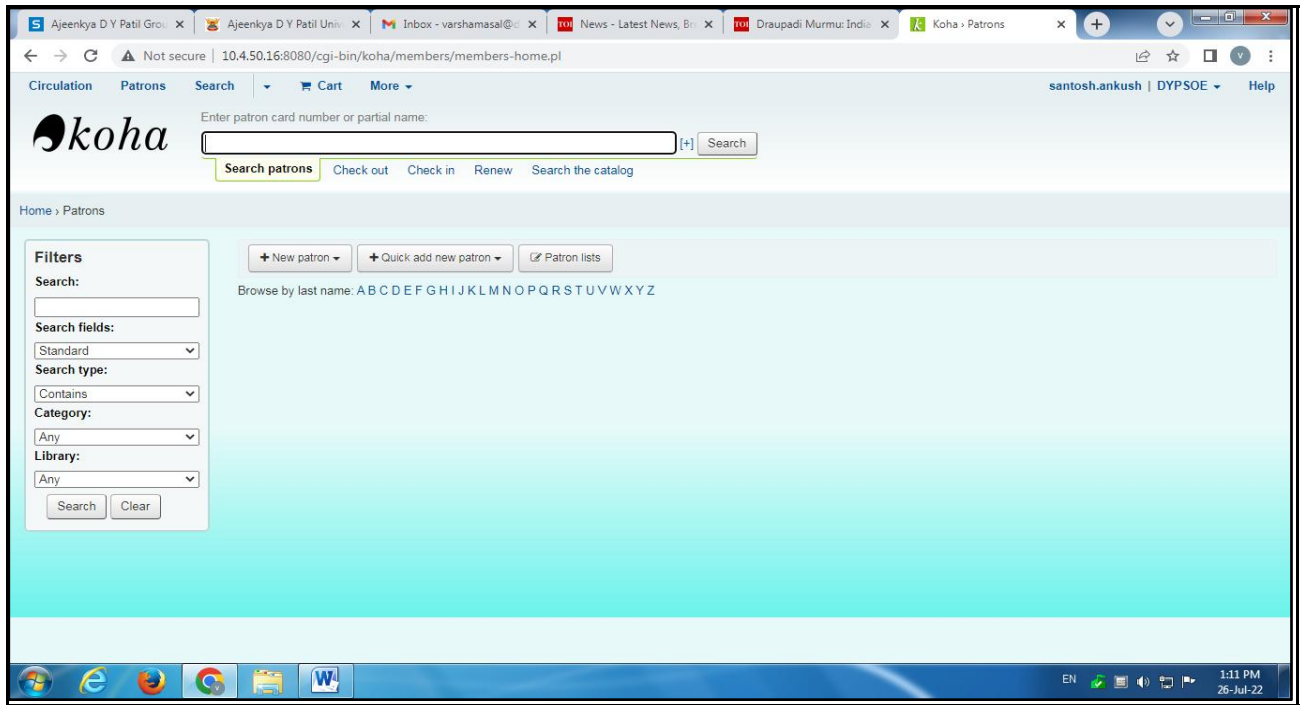 Ajeenkya D Y Patil Grou
Ajeenkya D Y Patil Univ
Inbox - varshamasal@d
News - Latest News, Br
Draupadi Murmu: India
Koha › Patrons
Not secure | 10.4.50.16:8080/cgi-bin/koha/members/members-home.pl
Circulation Patrons Search Cart More
santosh.ankush | DYPSOE Help
koha
Enter patron card number or partial name:
[+] Search
Search patrons Check out Check in Renew Search the catalog
Home › Patrons
Filters
Search:
Search fields:
Standard
Search type:
Contains
Category:
Any
Library:
Any
Search Clear
+ New patron + Quick add new patron Patron lists
Browse by last name: A B C D E F G H I J K L M N O P Q R S T U V W X Y Z
EN
1:11 PM
26-Jul-22